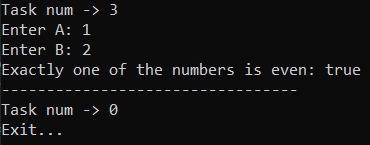 Task num -> 3
Enter A: 1
Enter B: 2
Exactly one of the numbers is even: true
---------------------------------
Task num -> 0
Exit...